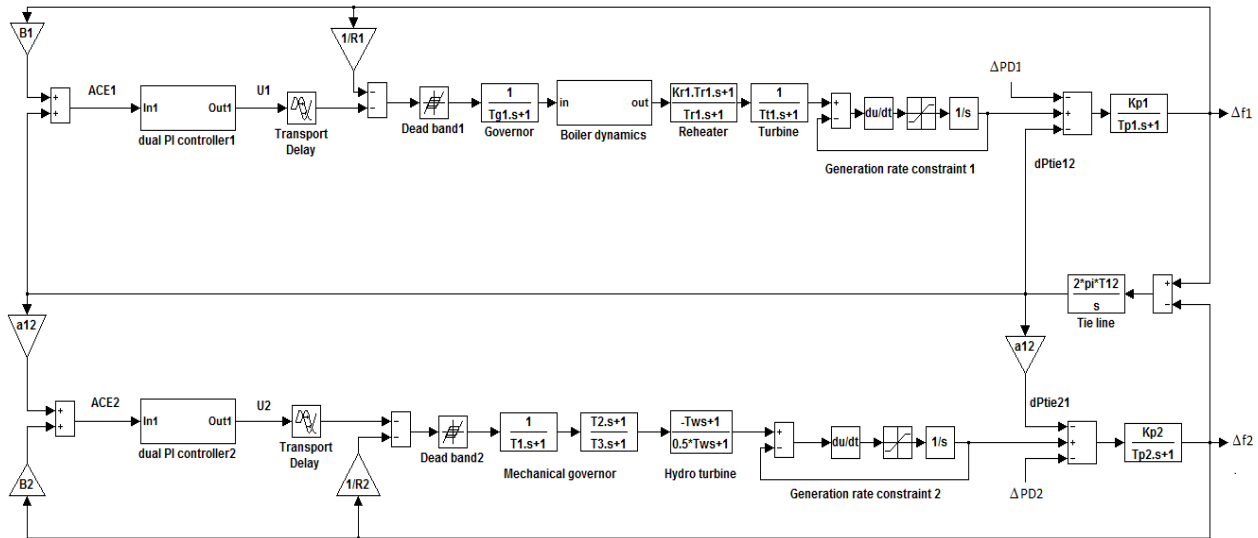 B1
1/R1
ΔPD1
ACE1
In1 Out1
dual PI controller1
U1
Transport
Delay
Dead band1
1
Tg1.s+1
Governor
in out
Boiler dynamics
Kr1.Tr1.s+1
Tr1.s+1
Reheater
1
Tt1.s+1
Turbine
du/dt
1/s
Generation rate constraint 1
Kp1
Tp1.s+1
Δf1
dPtie12
2*pi*T12
s
Tie line
a12
a12
dPtie21
ACE2
In1 Out1
dual PI controller2
U2
Transport
Delay
Dead band2
1
T1.s+1
T2.s+1
T3.s+1
Mechanical governor
-Tws+1
0.5*Tws+1
Hydro turbine
du/dt
1/s
Generation rate constraint 2
Kp2
Tp2.s+1
Δf2
B2
1/R2
ΔPD2